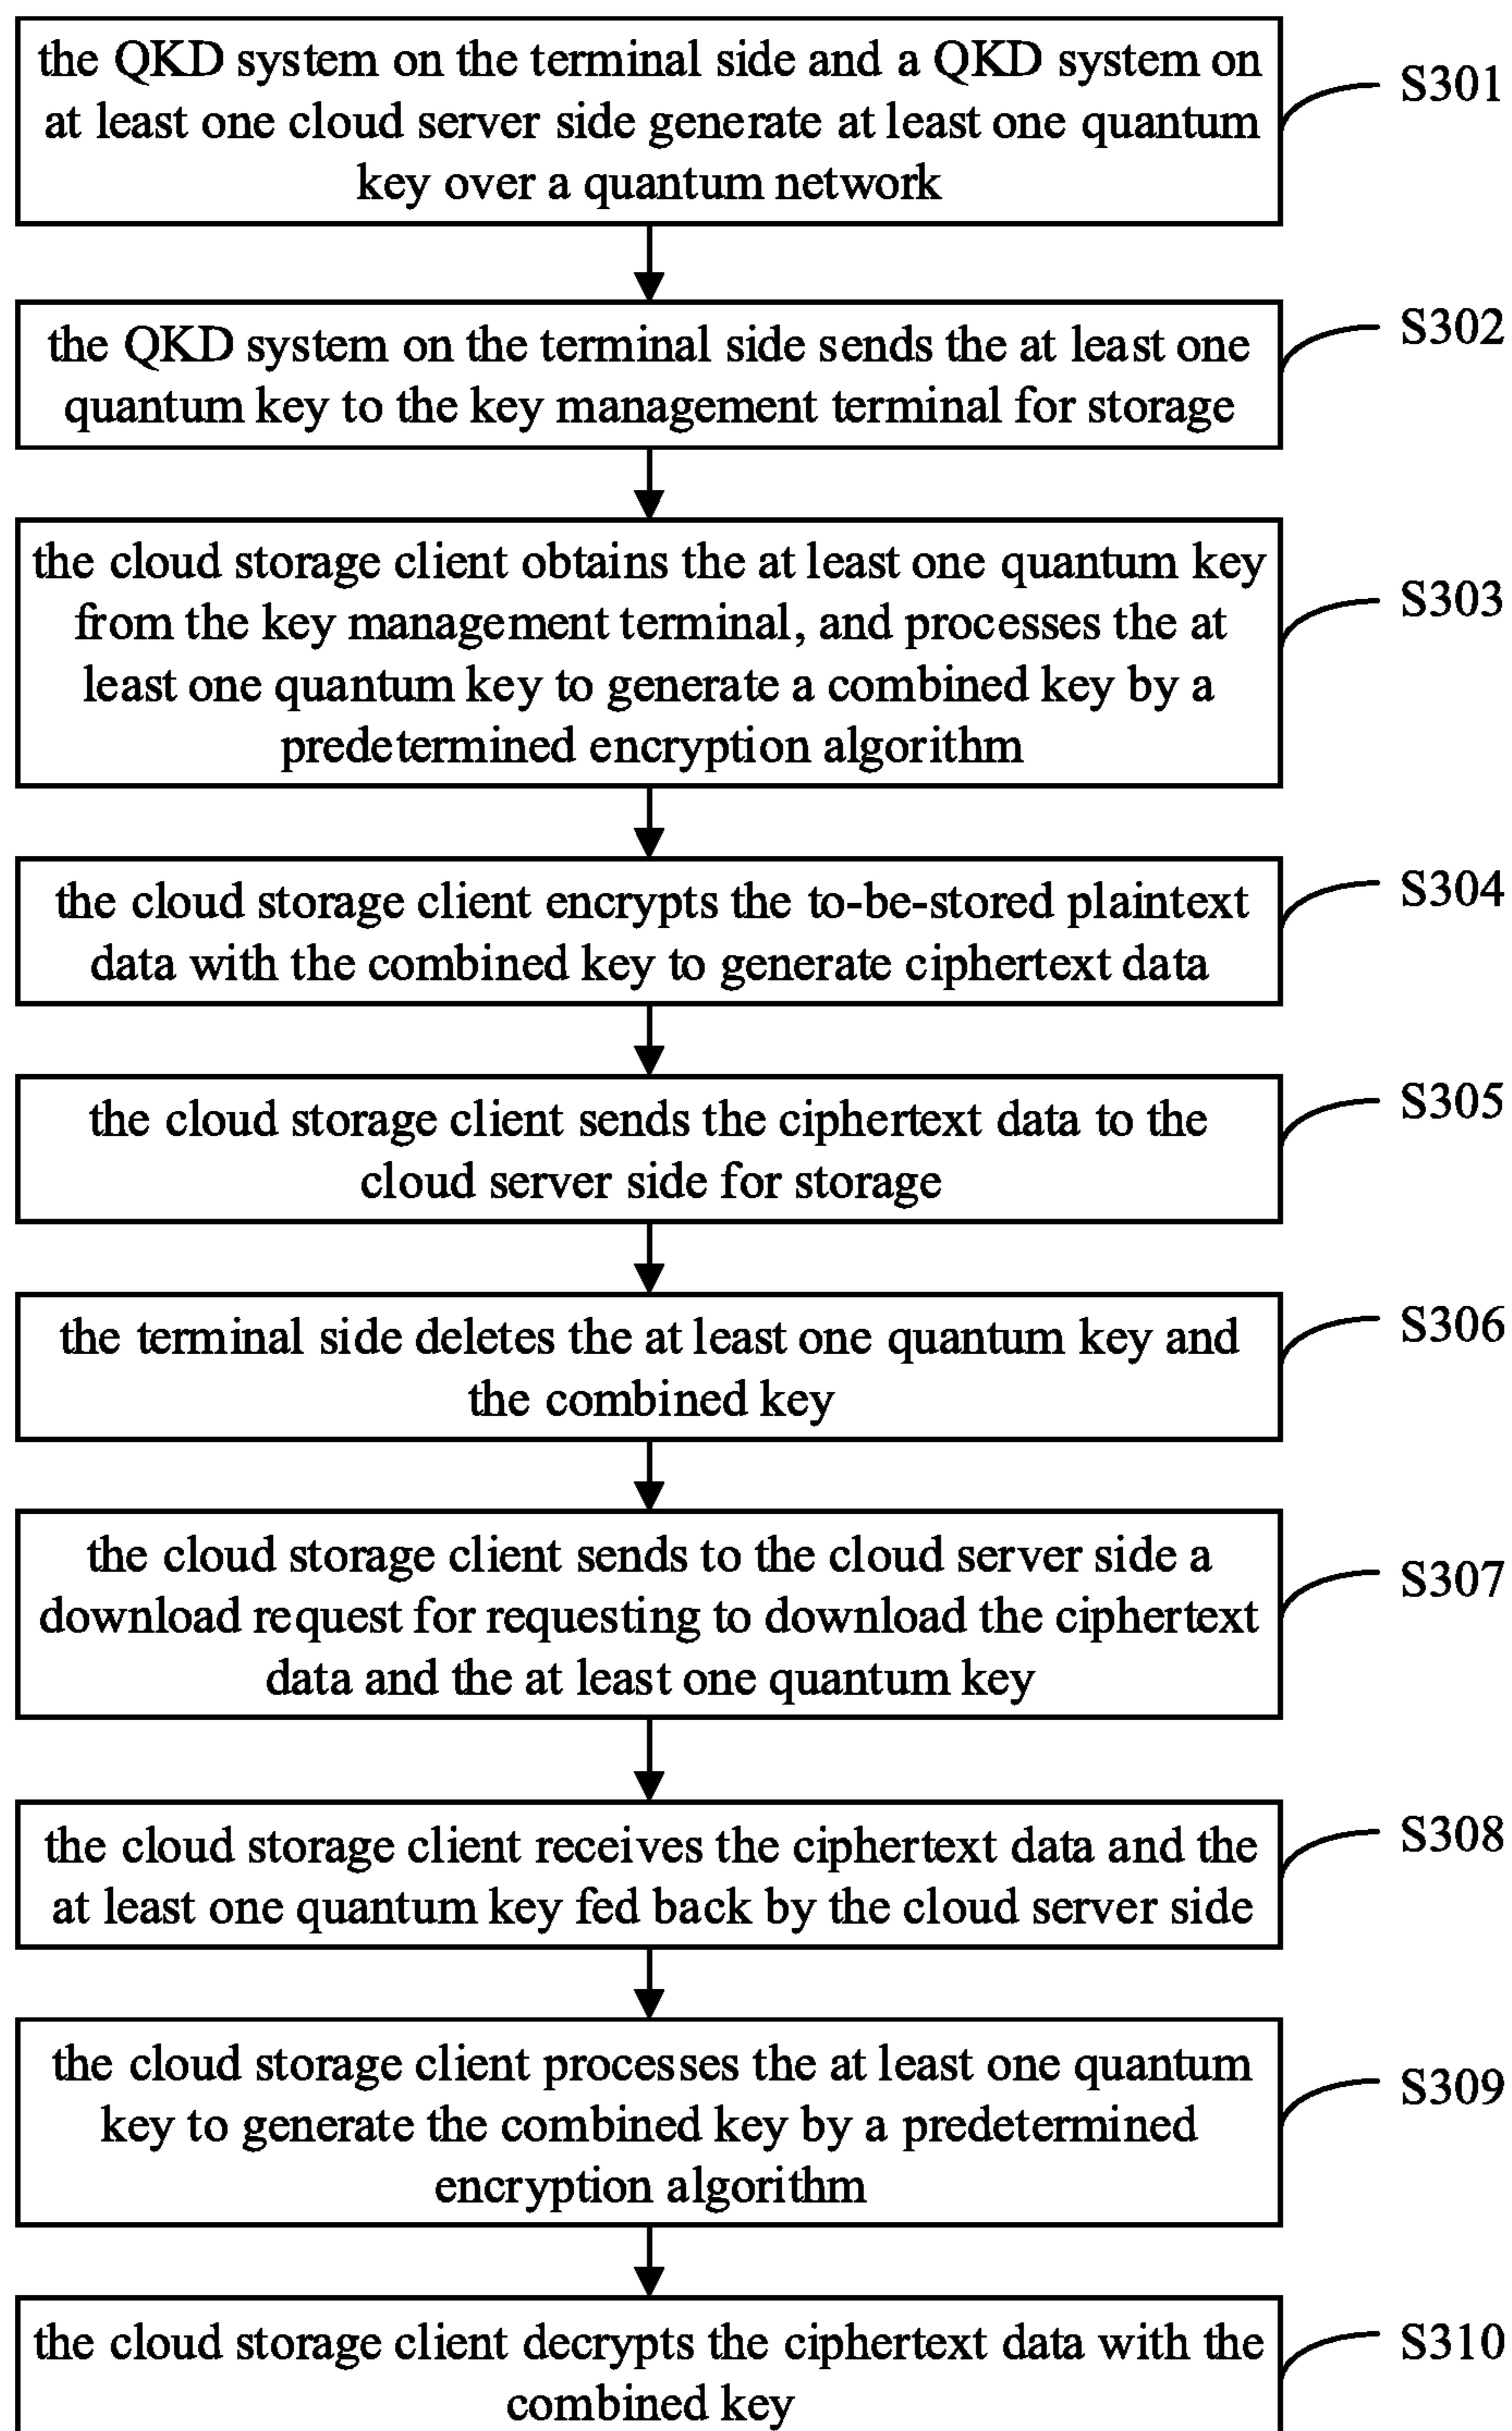 the QKD system on the terminal side and a QKD system on
at least one cloud server side generate at least one quantum
key over a quantum network
S301
the QKD system on the terminal side sends the at least one
quantum key to the key management terminal for storage
S302
the cloud storage client obtains the at least one quantum key
from the key management terminal, and processes the at
least one quantum key to generate a combined key by a
predetermined encryption algorithm
S303
the cloud storage client encrypts the to-be-stored plaintext
data with the combined key to generate ciphertext data
S304
the cloud storage client sends the ciphertext data to the
cloud server side for storage
S305
the terminal side deletes the at least one quantum key and
the combined key
S306
the cloud storage client sends to the cloud server side a
download request for requesting to download the ciphertext
data and the at least one quantum key
S307
the cloud storage client receives the ciphertext data and the
at least one quantum key fed back by the cloud server side
S308
the cloud storage client processes the at least one quantum
key to generate the combined key by a predetermined
encryption algorithm
S309
the cloud storage client decrypts the ciphertext data with the
combined key
S310